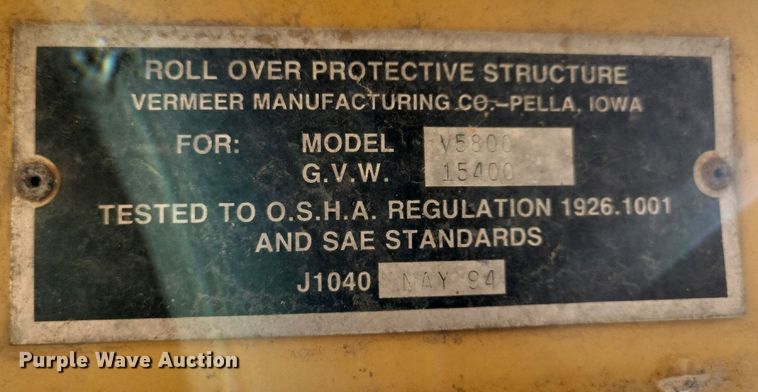 ROLL OVER PROTECTIVE STRUCTURE
VERMEER MANUFACTURING CO.-PELLA, IOWA
FOR: MODEL V5800
G.V.W. 15400
TESTED TO O.S.H.A. REGULATION 1926.1001
AND SAE STANDARDS
J1040 MAY 94
Purple Wave Auction